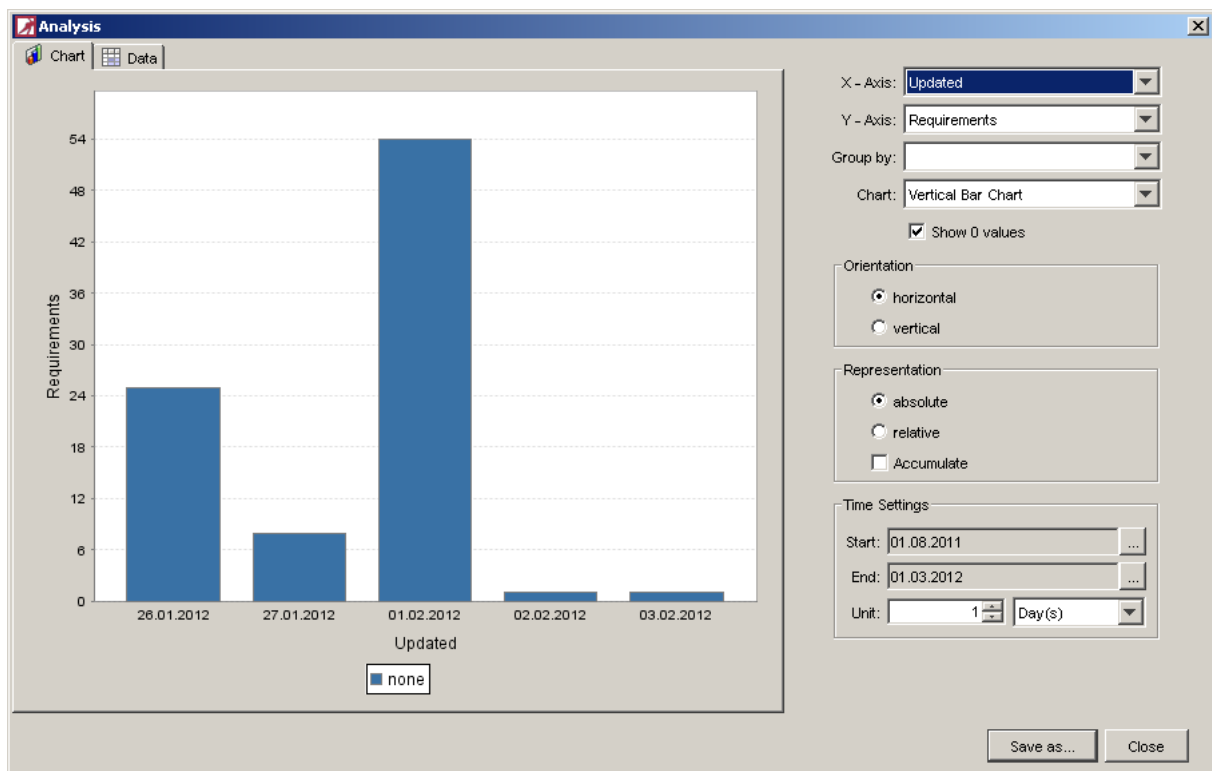 Analysis
Chart
Data
54
48
42
36
30
24
18
12
6
0
Requirements
26.01.2012
27.01.2012
01.02.2012
02.02.2012
03.02.2012
Updated
none
X - Axis: Updated
Y - Axis: Requirements
Group by:
Chart: Vertical Bar Chart
Show 0 values
Orientation
horizontal
vertical
Representation
absolute
relative
Accumulate
Time Settings
Start: 01.08.2011 ...
End: 01.03.2012 ...
Unit: 1 Day(s)
Save as... Close